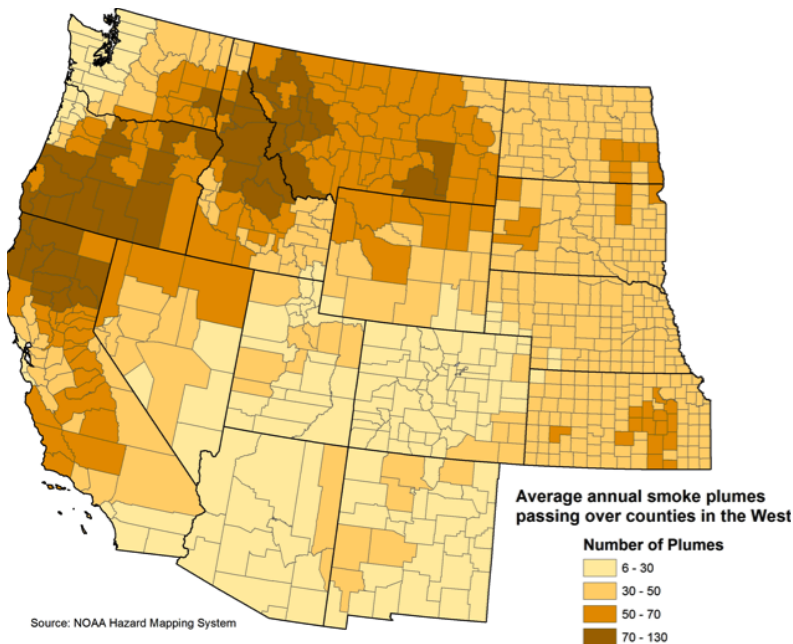 Average annual smoke plumes
passing over counties in the West
Number of Plumes
6 - 30
30 - 50
50 - 70
70 - 130
Source: NOAA Hazard Mapping System